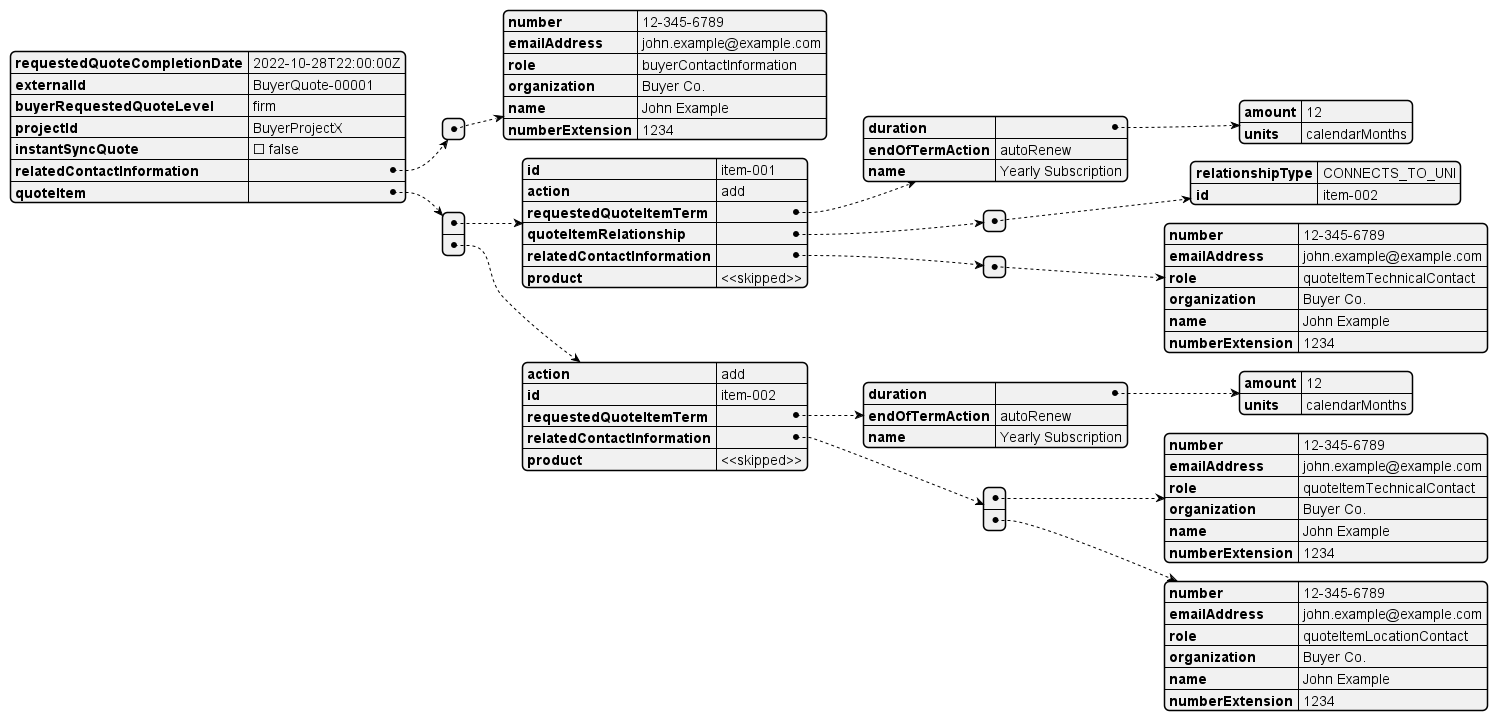 requestedQuoteCompletionDate 2022-10-28T22:00:00Z
externalId BuyerQuote-00001
buyerRequestedQuoteLevel firm
projectId BuyerProjectX
instantSyncQuote ☐ false
relatedContactInformation
quoteItem
number 12-345-6789
emailAddress john.example@example.com
role buyerContactInformation
organization Buyer Co.
name John Example
numberExtension 1234
id item-001
action add
requestedQuoteItemTerm
quoteItemRelationship
relatedContactInformation
product <<skipped>>
duration
endOfTermAction autoRenew
name Yearly Subscription
amount 12
units calendarMonths
relationshipType CONNECTS_TO_UNI
id item-002
number 12-345-6789
emailAddress john.example@example.com
role quoteItemTechnicalContact
organization Buyer Co.
name John Example
numberExtension 1234
action add
id item-002
requestedQuoteItemTerm
relatedContactInformation
product <<skipped>>
duration
endOfTermAction autoRenew
name Yearly Subscription
amount 12
units calendarMonths
number 12-345-6789
emailAddress john.example@example.com
role quoteItemTechnicalContact
organization Buyer Co.
name John Example
numberExtension 1234
number 12-345-6789
emailAddress john.example@example.com
role quoteItemLocationContact
organization Buyer Co.
name John Example
numberExtension 1234